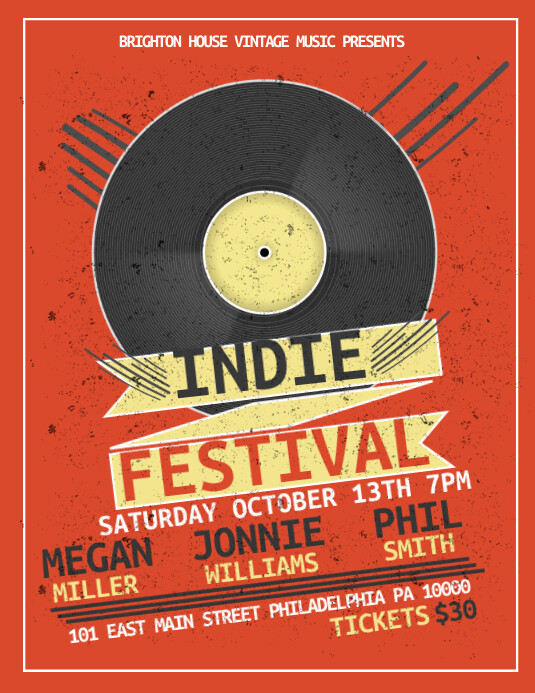 BRIGHTON HOUSE VINTAGE MUSIC PRESENTS
INDIE
FESTIVAL
SATURDAY OCTOBER 13TH 7PM
MEGAN JONNIE PHIL
MILLER WILLIAMS SMITH
101 EAST MAIN STREET PHILADELPHIA PA 10000
TICKETS $30